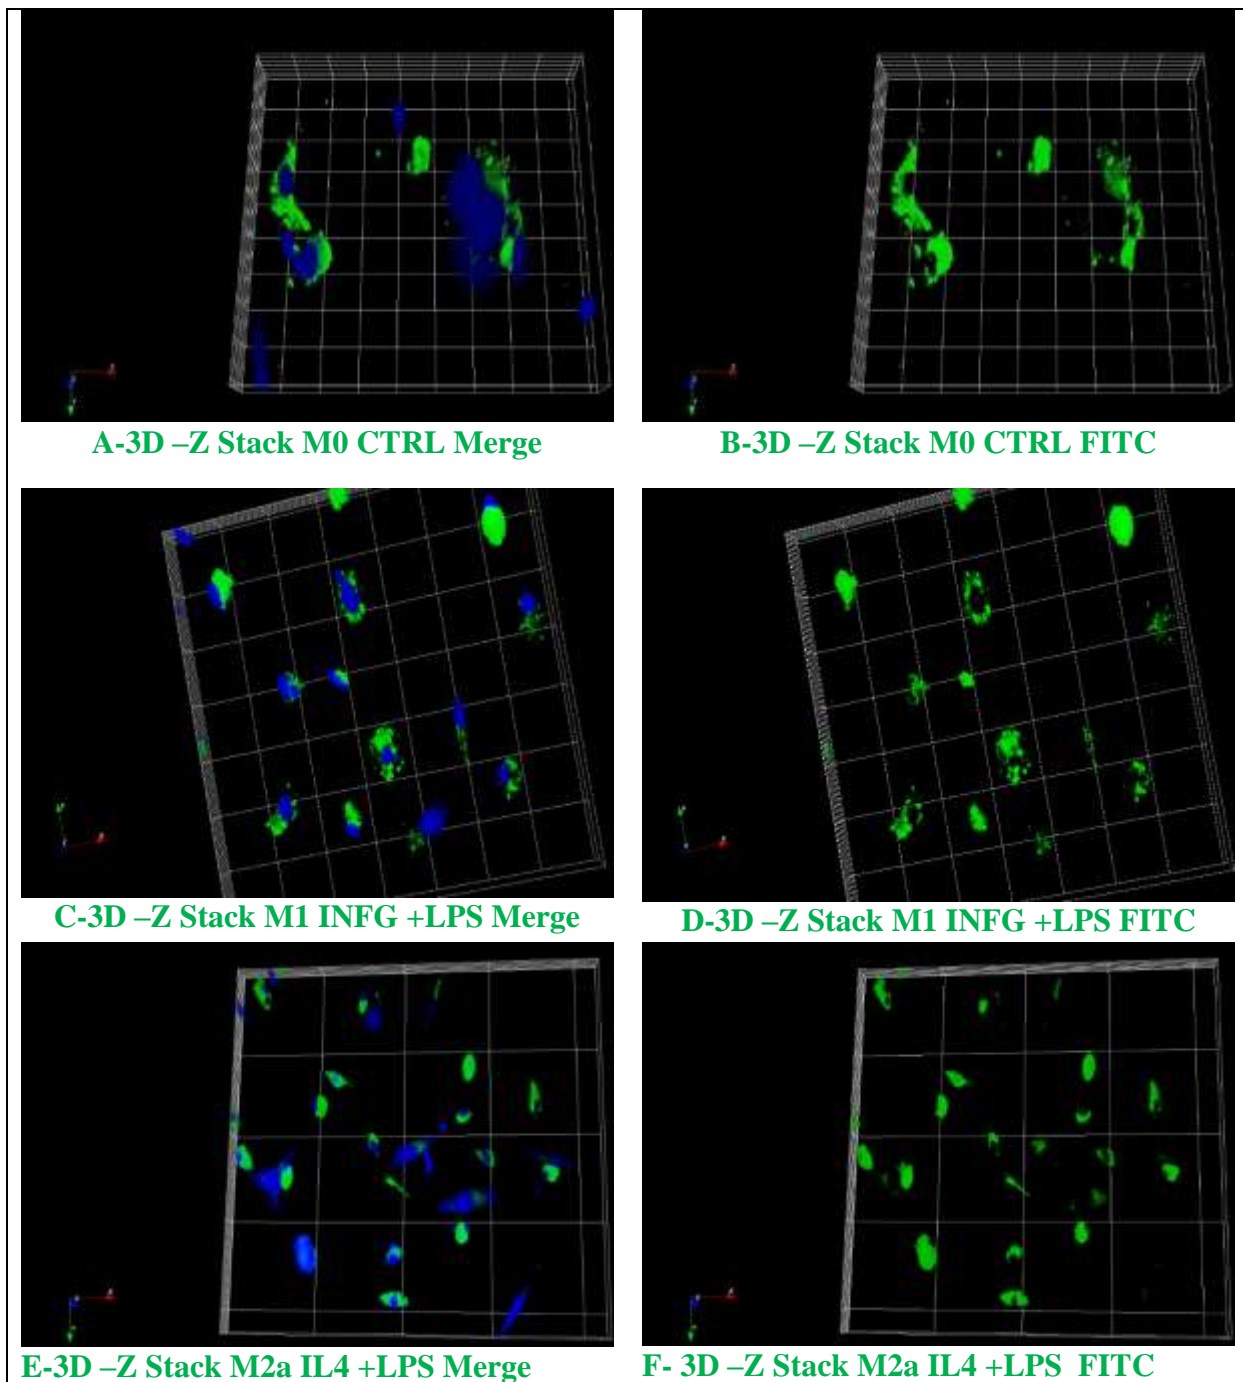 A-3D –Z Stack M0 CTRL Merge
B-3D –Z Stack M0 CTRL FITC
C-3D –Z Stack M1 INFG +LPS Merge
D-3D –Z Stack M1 INFG +LPS FITC
E-3D –Z Stack M2a IL4 +LPS Merge
F- 3D –Z Stack M2a IL4 +LPS FITC